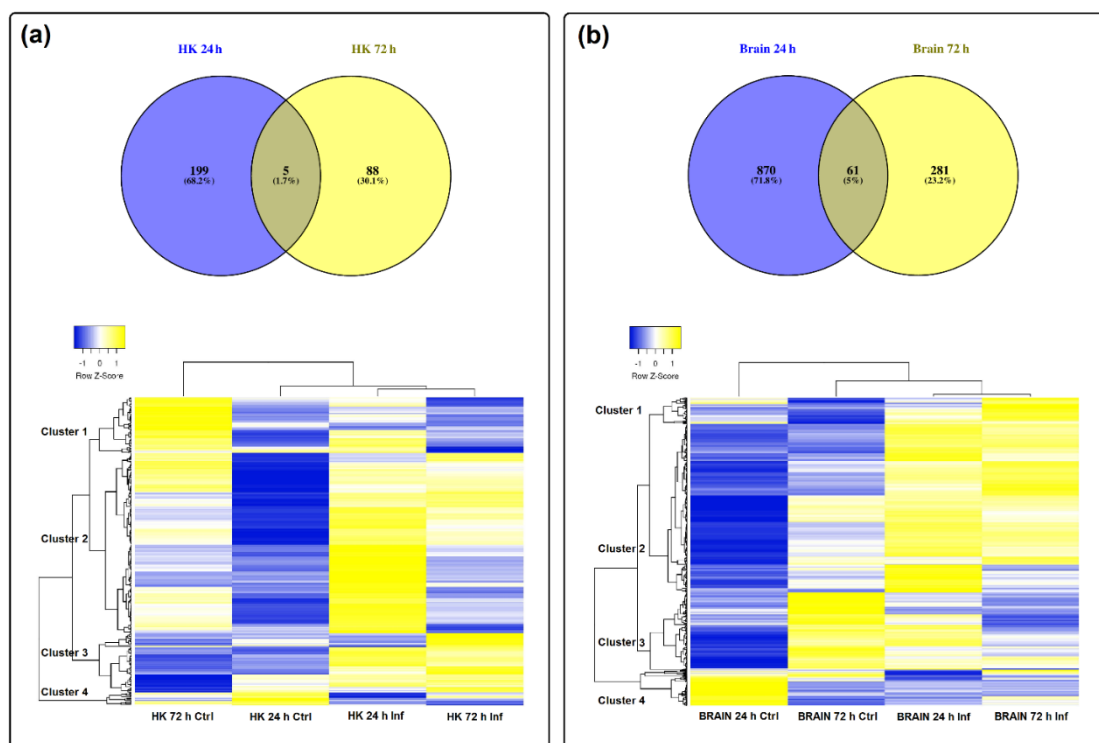 (a)
HK 24 h
HK 72 h
199
(68.2%)
5
(1.7%)
88
(30.1%)
-1 0 1
Row Z-Score
Cluster 1
Cluster 2
Cluster 3
Cluster 4
HK 72 h Ctrl
HK 24 h Ctrl
HK 24 h Inf
HK 72 h Inf
(b)
Brain 24 h
Brain 72 h
870
(71.8%)
61
(5%)
281
(23.2%)
-1 0 1
Row Z-Score
Cluster 1
Cluster 2
Cluster 3
Cluster 4
BRAIN 24 h Ctrl
BRAIN 72 h Ctrl
BRAIN 24 h Inf
BRAIN 72 h Inf